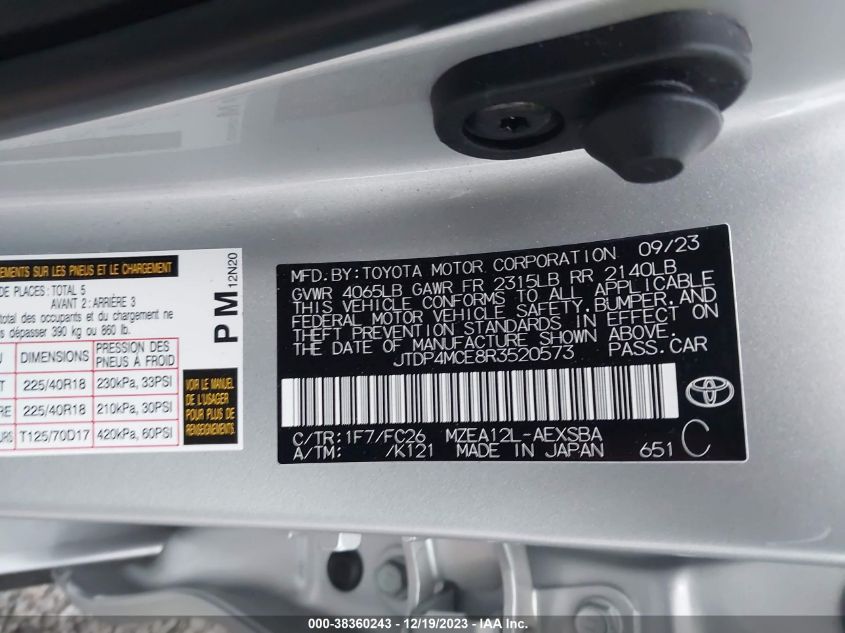 EMENTS SUR LES PNEUS ET LE CHARGEMENT
DE PLACES: TOTAL 5
AVANT 2: ARRIÈRE 3
total des occupants et du chargement ne
s dépasser 390 kg ou 860 lb.
U DIMENSIONS PRESSION DES PNEUS À FROID
T 225/40R18 230kPa, 33PSI
RE 225/40R18 210kPa, 30PSI
URS T125/70D17 420kPa, 60PSI
VOIR LE MANUEL
DE L'USAGER
POUR PLUS DE
RENSEIGNEMENTS
PM
12N20
MFD. BY: TOYOTA MOTOR CORPORATION 09/23
GVWR 4065LB GAWR FR 2315LB RR 2140LB
THIS VEHICLE CONFORMS TO ALL APPLICABLE
FEDERAL MOTOR VEHICLE SAFETY, BUMPER, AND
THEFT PREVENTION STANDARDS IN EFFECT ON
THE DATE OF MANUFACTURE SHOWN ABOVE.
JTDP4MCE8R3520573 PASS. CAR
C/TR: 1F7/FC26 MZEA12L-AEXSBA
A/TM: /K121 MADE IN JAPAN 651 C
000-38360243 - 12/19/2023 - IAA Inc.